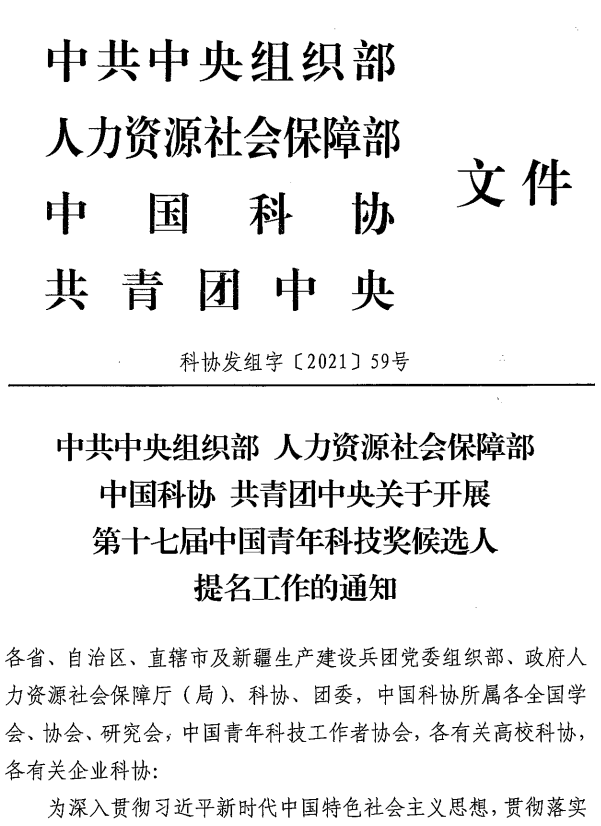 中共中央组织部
人力资源社会保障部
中国科协
共青团中央
文件
科协发组字〔2021〕59号
中共中央组织部 人力资源社会保障部
中国科协 共青团中央关于开展
第十七届中国青年科技奖候选人
提名工作的通知
各省、自治区、直辖市及新疆生产建设兵团党委组织部、政府人
力资源社会保障厅（局）、科协、团委，中国科协所属各全国学
会、协会、研究会，中国青年科技工作者协会，各有关高校科协，
各有关企业科协：
为深入贯彻习近平新时代中国特色社会主义思想，贯彻落实